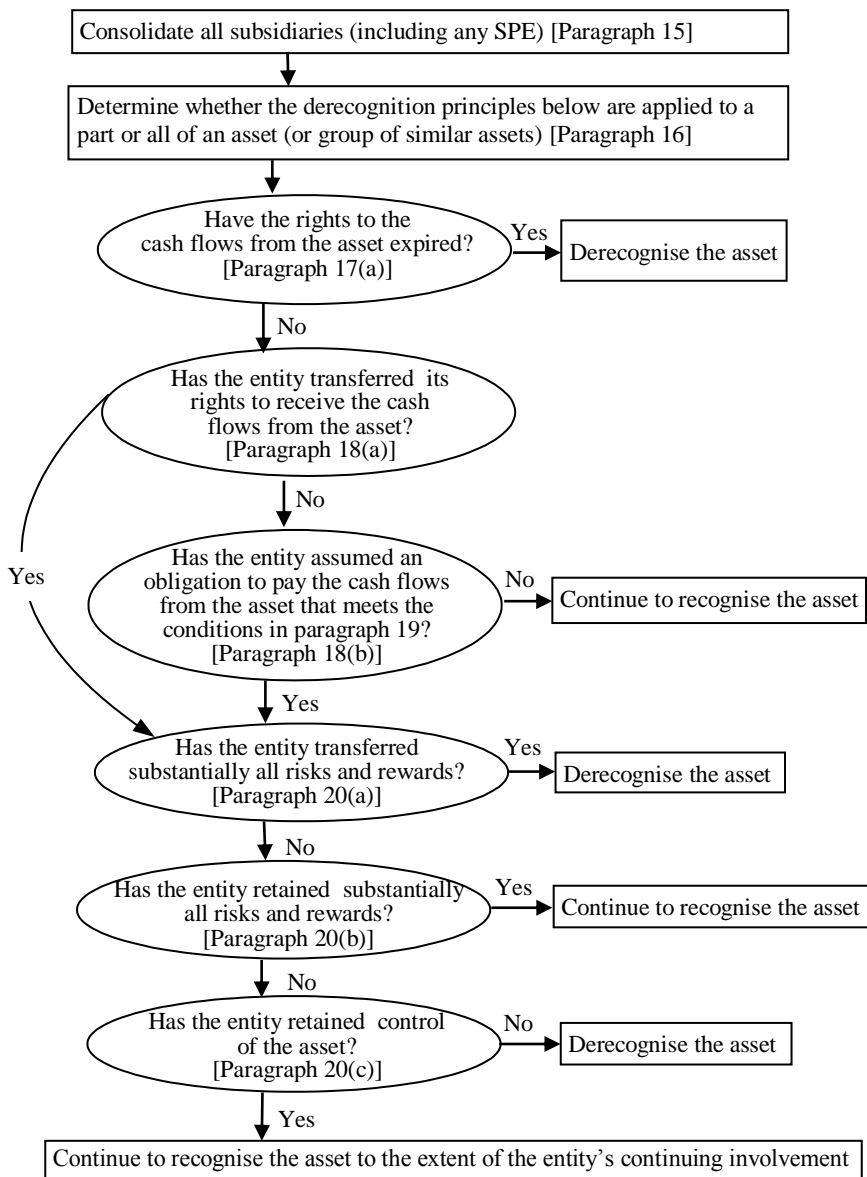 Consolidate all subsidiaries (including any SPE) [Paragraph 15]
Determine whether the derecognition principles below are applied to a
part or all of an asset (or group of similar assets) [Paragraph 16]
Have the rights to the
cash flows from the asset expired?
[Paragraph 17(a)]
Yes
Derecognise the asset
No
Has the entity transferred its
rights to receive the cash
flows from the asset?
[Paragraph 18(a)]
No
Yes
Has the entity assumed an
obligation to pay the cash flows
from the asset that meets the
conditions in paragraph 19?
[Paragraph 18(b)]
No
Continue to recognise the asset
Yes
Has the entity transferred
substantially all risks and rewards?
[Paragraph 20(a)]
Yes
Derecognise the asset
No
Has the entity retained substantially
all risks and rewards?
[Paragraph 20(b)]
Yes
Continue to recognise the asset
No
Has the entity retained control
of the asset?
[Paragraph 20(c)]
No
Derecognise the asset
Yes
Continue to recognise the asset to the extent of the entity’s continuing involvement